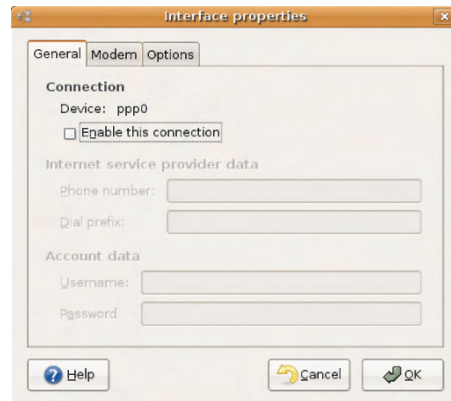 Interface properties
General Modem Options
Connection
Device: ppp0
Enable this connection
Internet service provider data
Phone number:
Dial prefix:
Account data
Username:
Password
Help Cancel OK